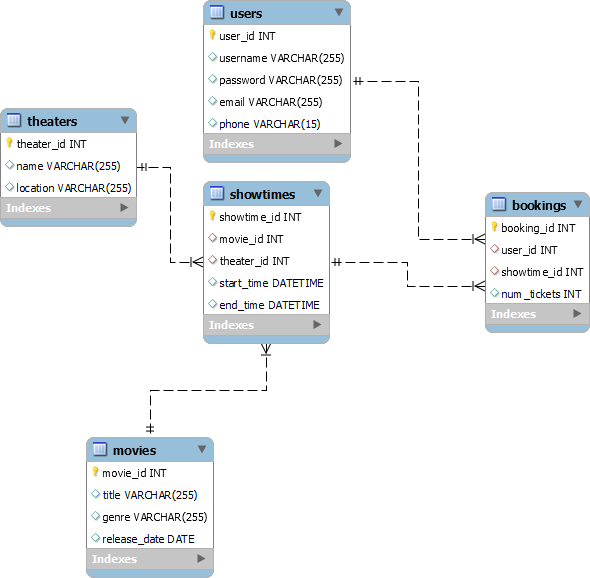 users
user_id INT
username VARCHAR(255)
password VARCHAR(255)
email VARCHAR(255)
phone VARCHAR(15)
Indexes
theaters
theater_id INT
name VARCHAR(255)
location VARCHAR(255)
Indexes
showtimes
showtime_id INT
movie_id INT
theater_id INT
start_time DATETIME
end_time DATETIME
Indexes
bookings
booking_id INT
user_id INT
showtime_id INT
num_tickets INT
Indexes
movies
movie_id INT
title VARCHAR(255)
genre VARCHAR(255)
release_date DATE
Indexes